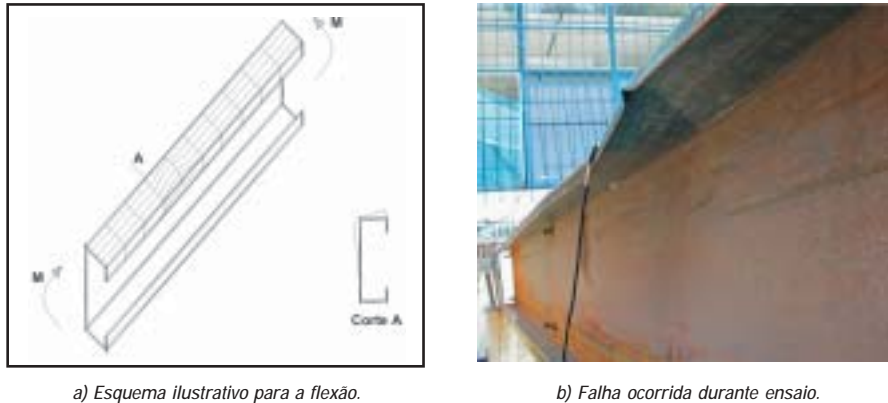 M
A
M
Corte A
a) Esquema ilustrativo para a flexão.
b) Falha ocorrida durante ensaio.